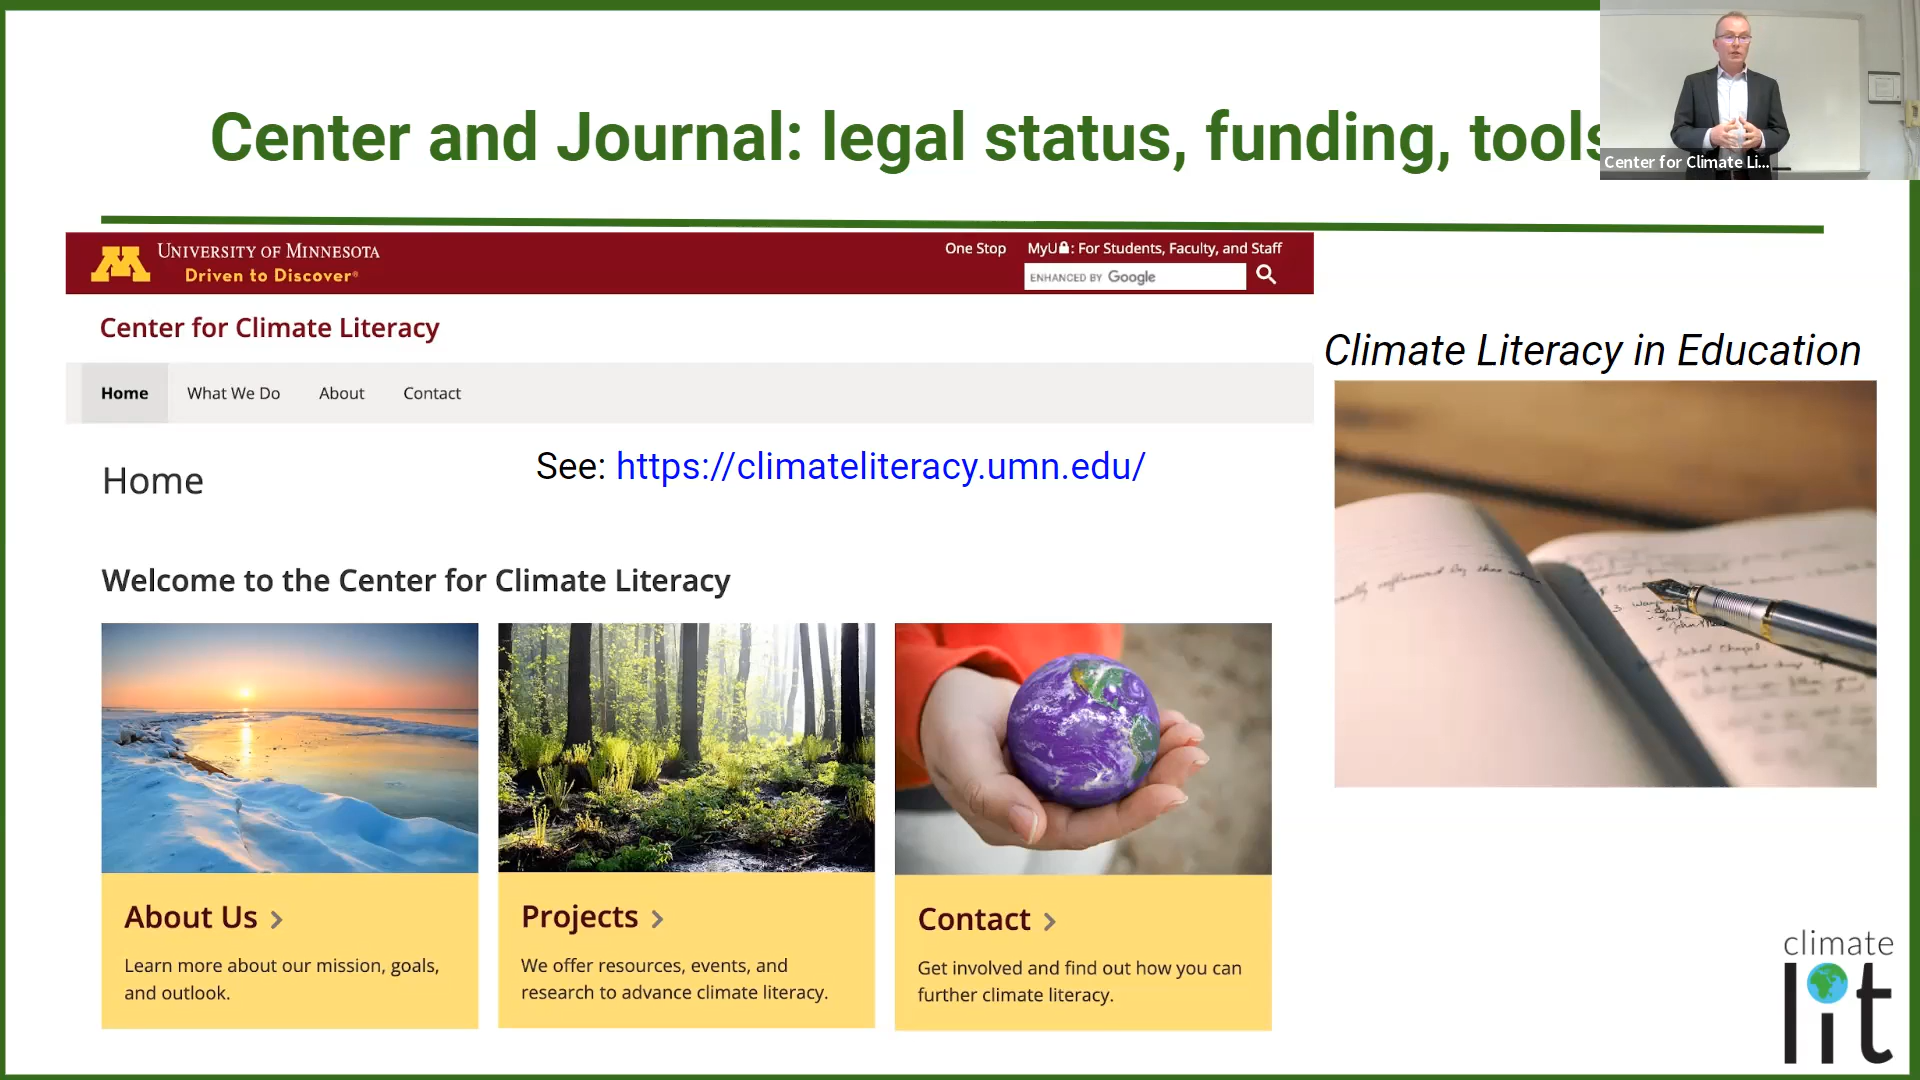 Center and Journal: legal status, funding, tools
Center for Climate Li...
UNIVERSITY OF MINNESOTA
Driven to Discover®
One Stop
MyU: For Students, Faculty, and Staff
ENHANCED BY Google
Center for Climate Literacy
Home
What We Do
About
Contact
Home
See: https://climateliteracy.umn.edu/
Welcome to the Center for Climate Literacy
About Us >
Learn more about our mission, goals,
and outlook.
Projects >
We offer resources, events, and
research to advance climate literacy.
Contact >
Get involved and find out how you can
further climate literacy.
Climate Literacy in Education
climate
lit